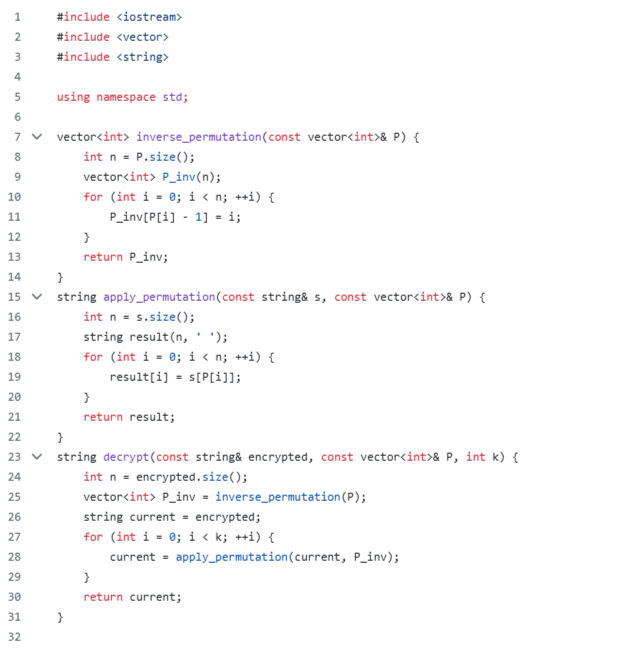 1 #include <iostream>
2 #include <vector>
3 #include <string>
4
5 using namespace std;
6
7 vector<int> inverse_permutation(const vector<int>& P) {
8     int n = P.size();
9     vector<int> P_inv(n);
10     for (int i = 0; i < n; ++i) {
11         P_inv[P[i] - 1] = i;
12     }
13     return P_inv;
14 }
15 string apply_permutation(const string& s, const vector<int>& P) {
16     int n = s.size();
17     string result(n, ' ');
18     for (int i = 0; i < n; ++i) {
19         result[i] = s[P[i]];
20     }
21     return result;
22 }
23 string decrypt(const string& encrypted, const vector<int>& P, int k) {
24     int n = encrypted.size();
25     vector<int> P_inv = inverse_permutation(P);
26     string current = encrypted;
27     for (int i = 0; i < k; ++i) {
28         current = apply_permutation(current, P_inv);
29     }
30     return current;
31 }
32